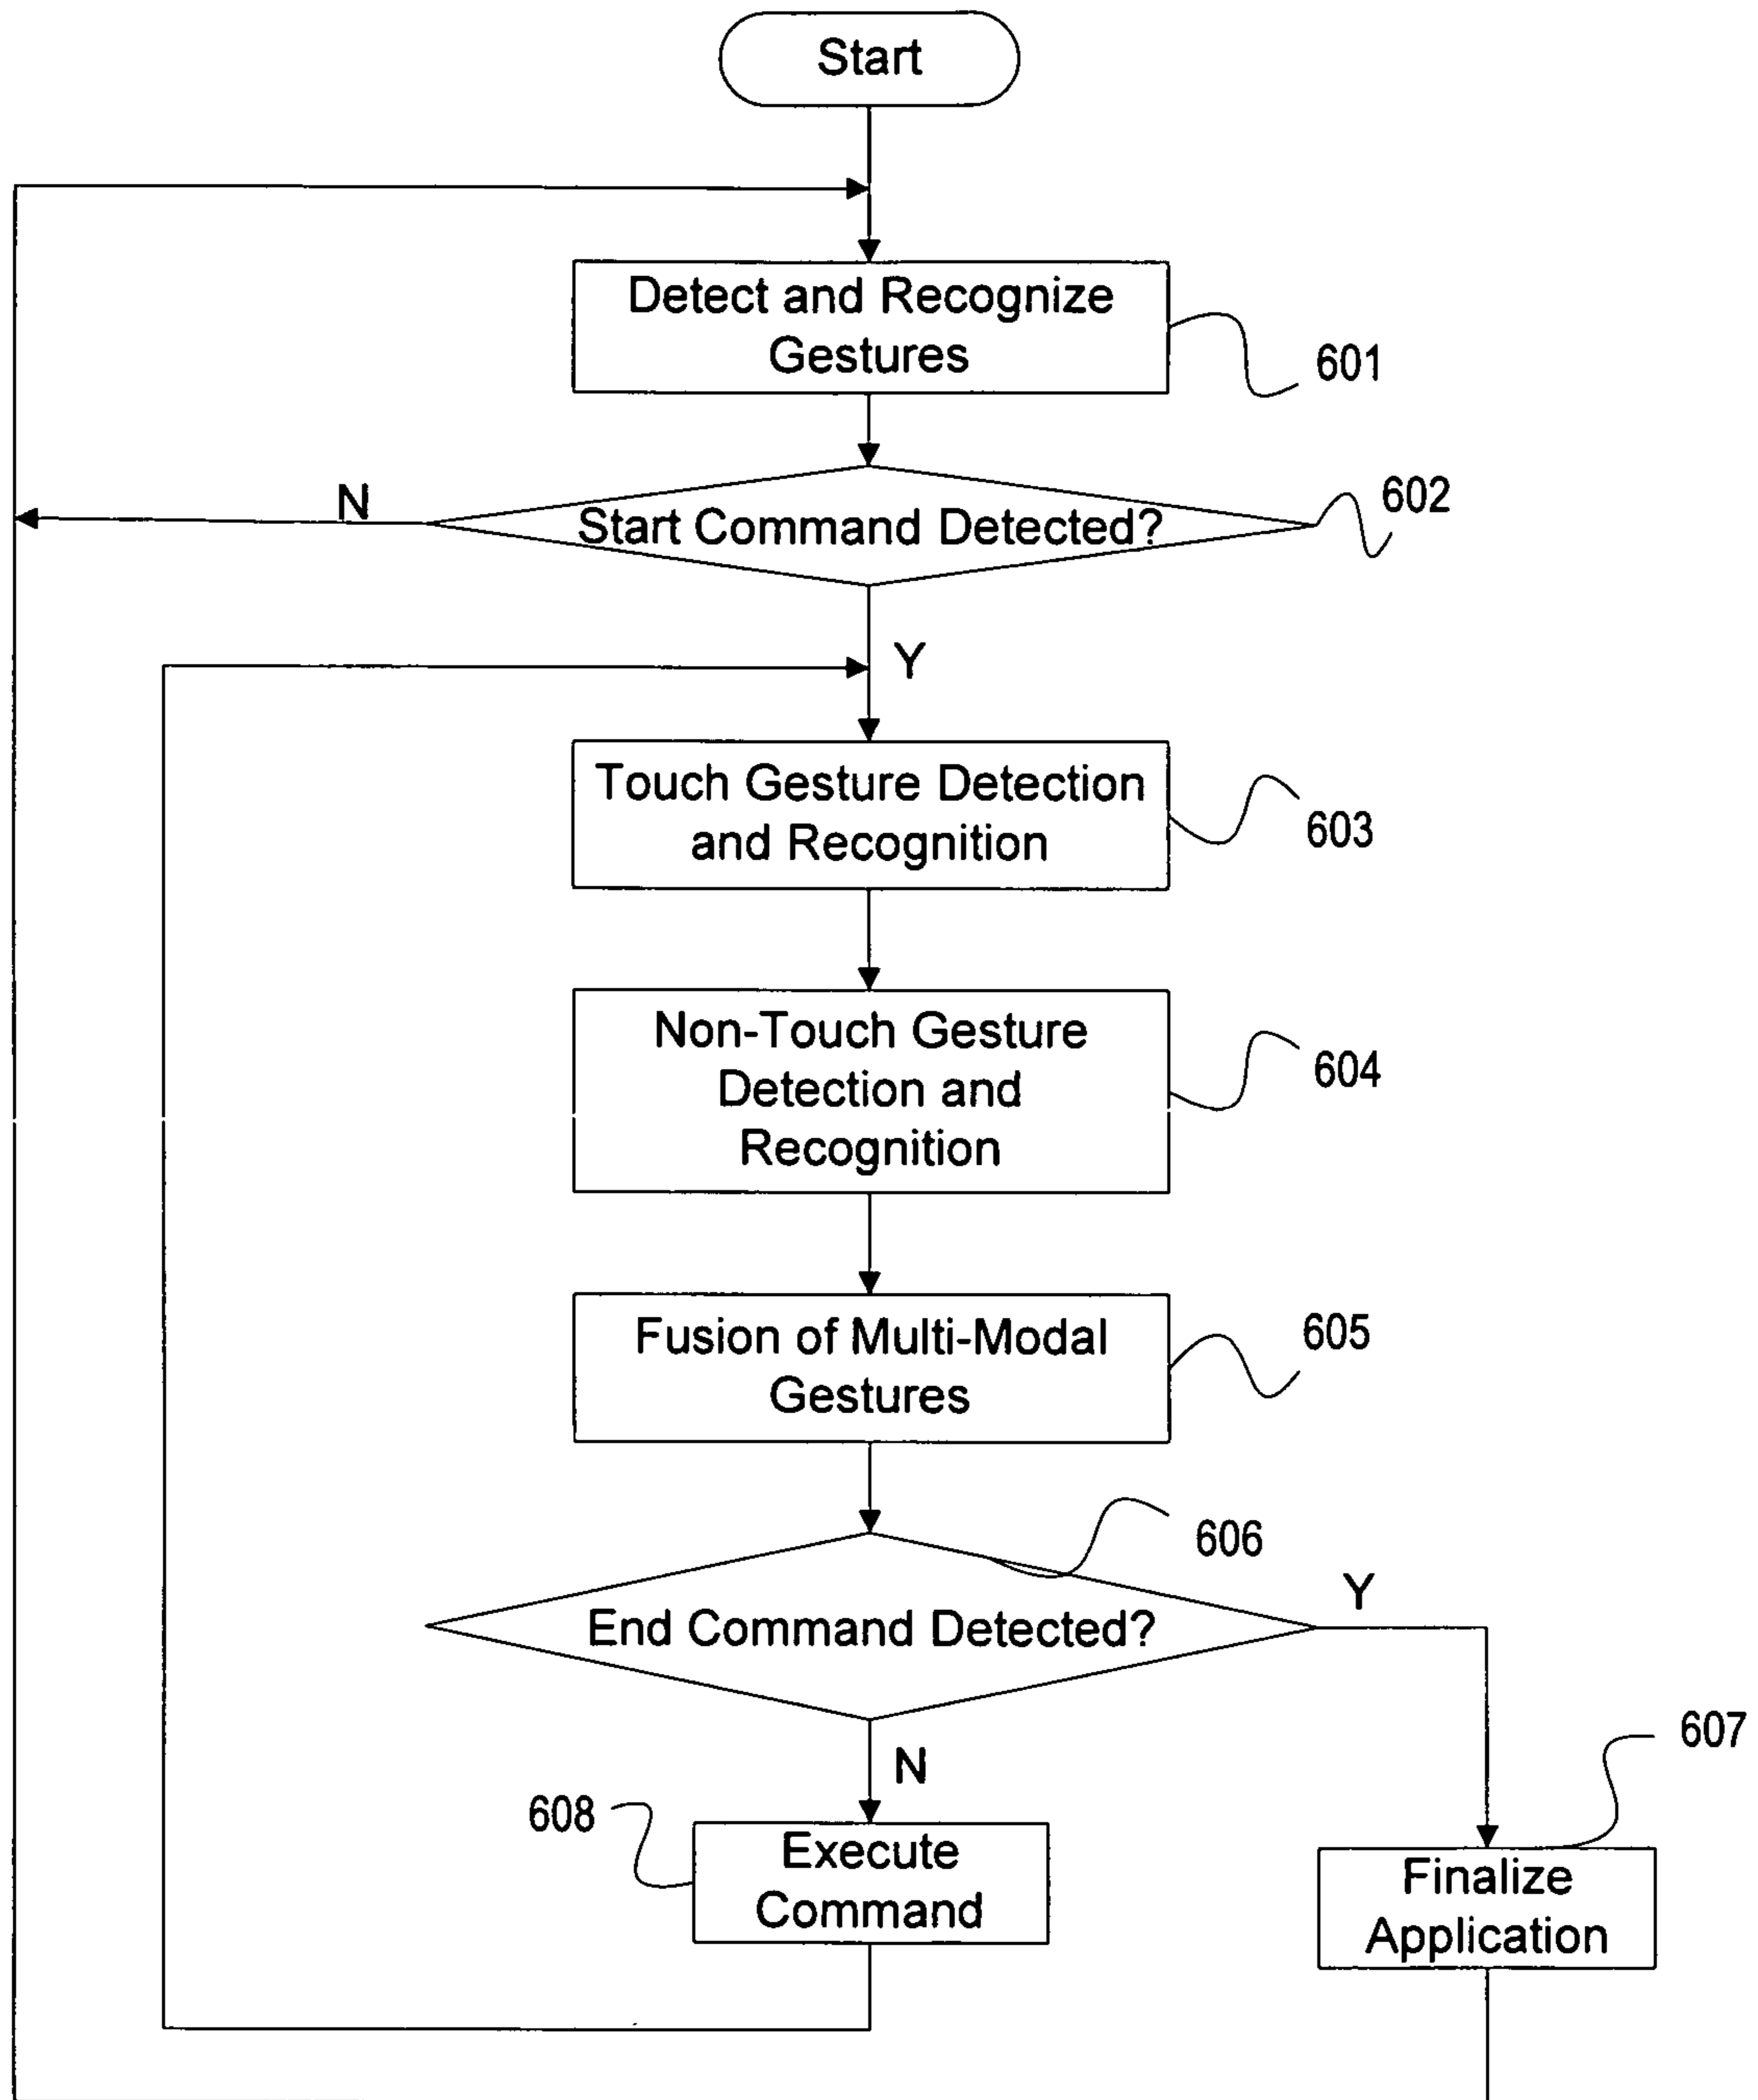 Start
Detect and Recognize
Gestures
601
N
Start Command Detected?
602
Y
Touch Gesture Detection
and Recognition
603
Non-Touch Gesture
Detection and
Recognition
604
Fusion of Multi-Modal
Gestures
605
606
End Command Detected?
Y
N
607
608
Execute
Command
Finalize
Application